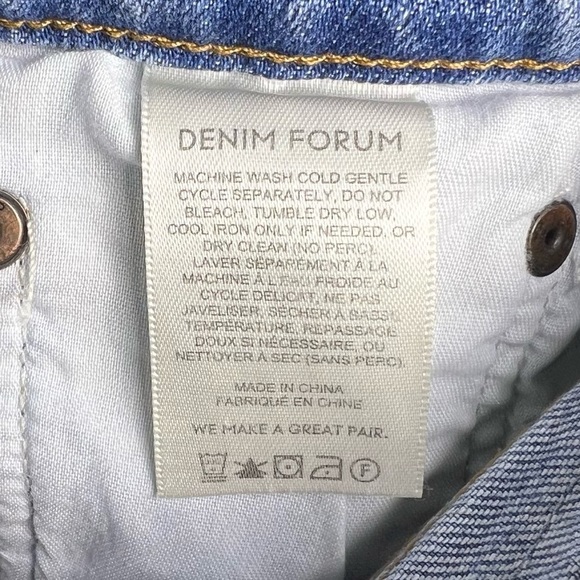 DENIM FORUM
MACHINE WASH COLD GENTLE
CYCLE SEPARATELY, DO NOT
BLEACH, TUMBLE DRY LOW,
COOL IRON ONLY IF NEEDED, OR
DRY CLEAN (NO PERC).
LAVER SÉPARÉMENT À LA
MACHINE À L'EAU FROIDE AU
CYCLE DÉLICAT, NE PAS
JAVELISER, SÉCHER À BASSE
TEMPÉRATURE, REPASSAGE
DOUX SI NÉCESSAIRE, OU
NETTOYER À SEC (SANS PERC).
MADE IN CHINA
FABRIQUÉ EN CHINE
WE MAKE A GREAT PAIR.
F